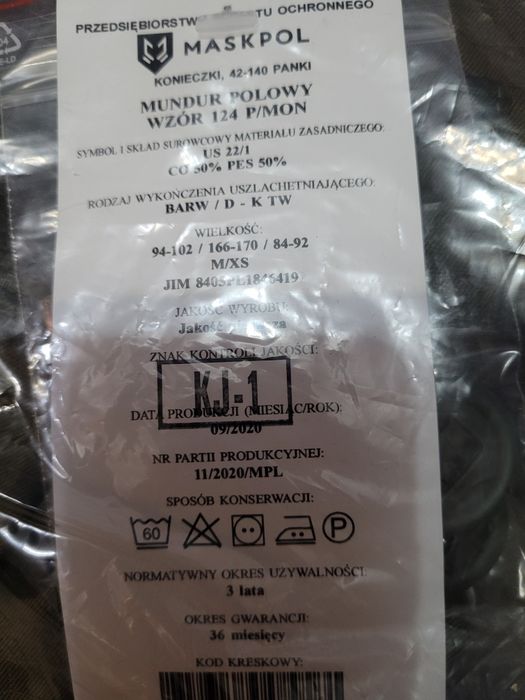 PRZEDSIĘBIORSTW TU OCHRONNEGO
MASKPOL
KONIECZKI, 42-140 PANKI
MUNDUR POLOWY
WZÓR 124 P/MON
SYMBOL I SKŁAD SUROWCOWY MATERIAŁU ZASADNICZEGO:
US 22/1
CO 50% PES 50%
RODZAJ WYKOŃCZENIA USZLACHETNIAJĄCEGO:
BARW / D - K TW
WIELKOŚĆ:
94-102 / 166-170 / 84-92
M/XS
JIM 8405PL1846419
JAKOŚĆ WYROBU:
Jakość
ZNAK KONTROLI JAKOŚCI:
KJ-1
DATA PRODUKCJI (MIESIĄC/ROK):
09/2020
NR PARTII PRODUKCYJNEJ:
11/2020/MPL
SPOSÓB KONSERWACJI:
60 P
NORMATYWNY OKRES UŻYWALNOŚCI:
3 lata
OKRES GWARANCJI:
36 miesięcy
KOD KRESKOWY: